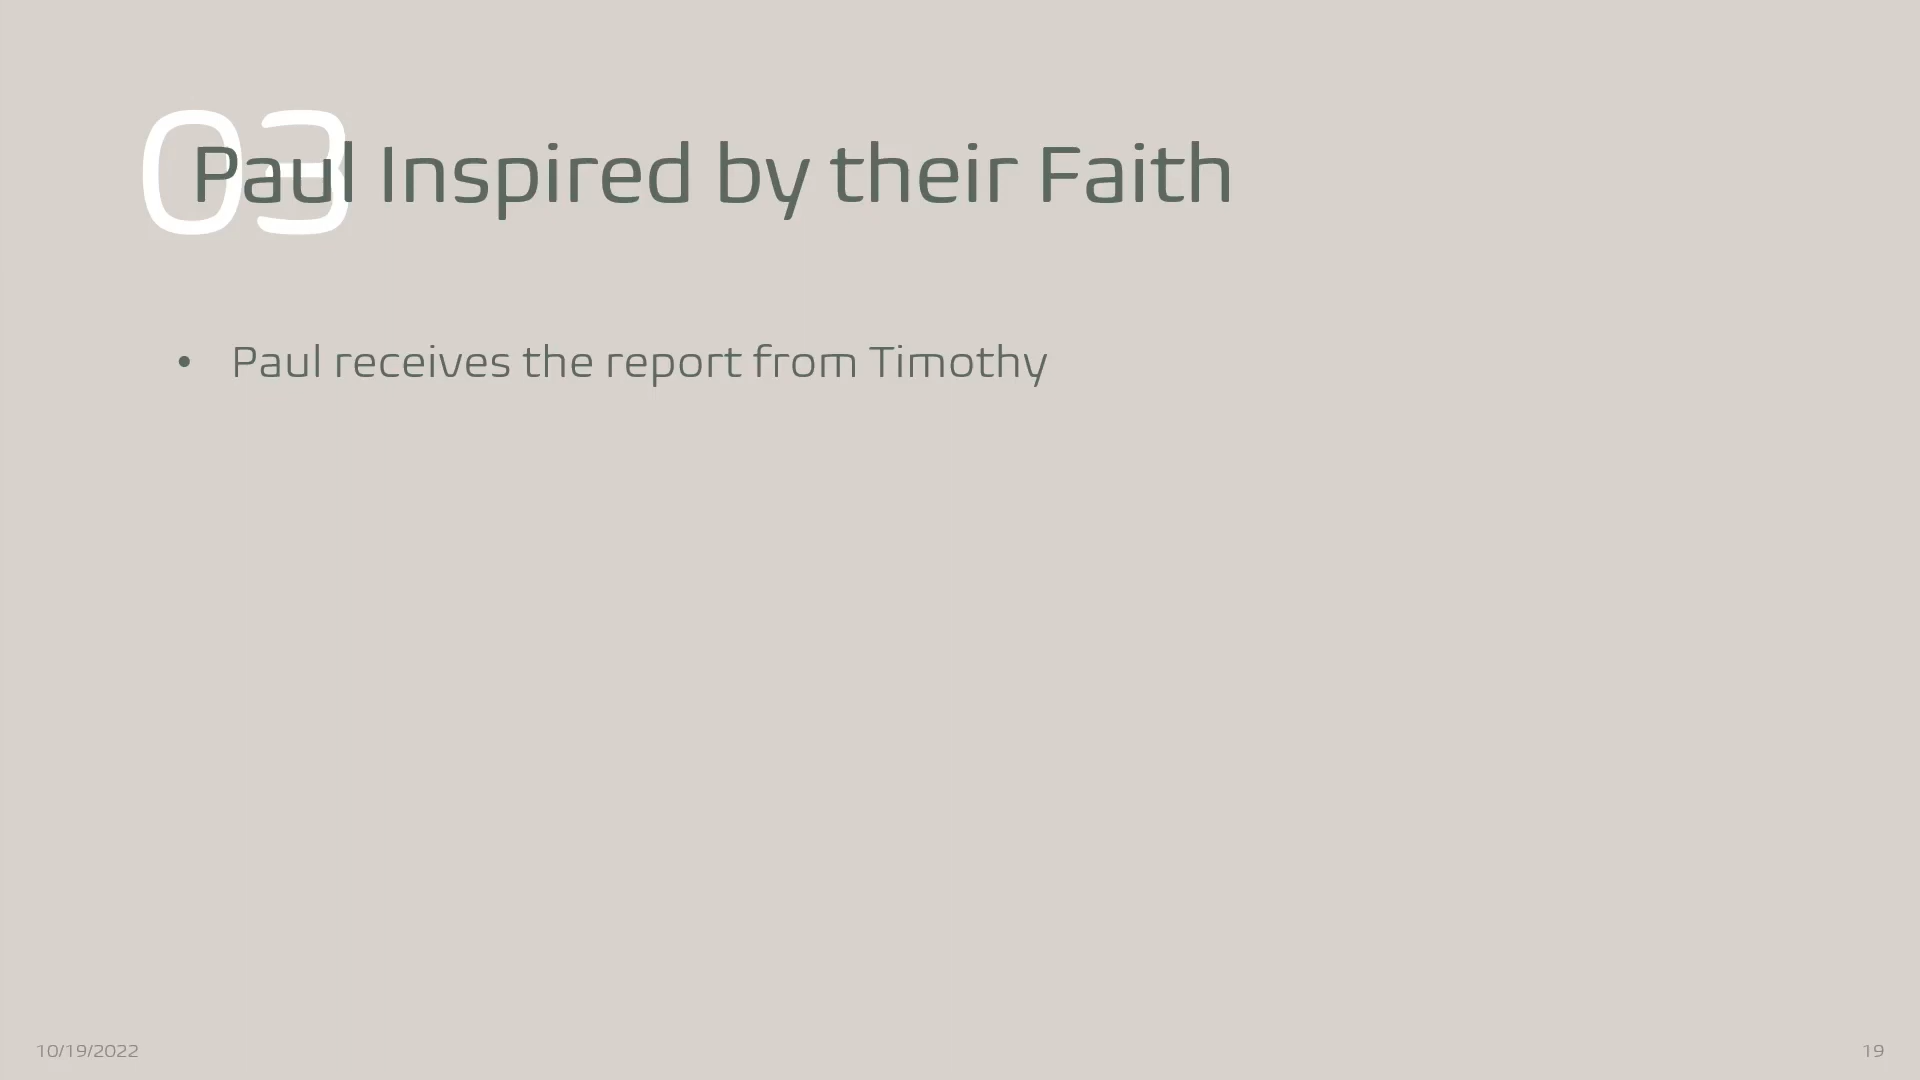 03
Paul Inspired by their Faith
• Paul receives the report from Timothy
10/19/2022
19